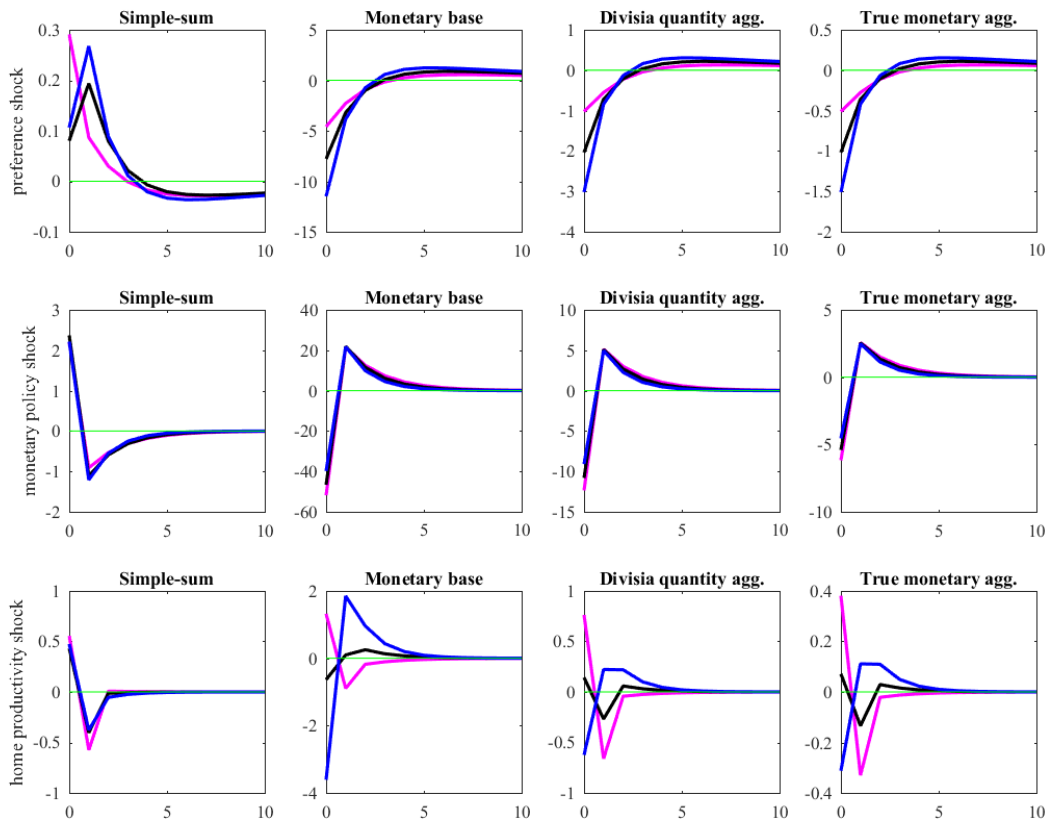 Simple-sum Monetary base Divisia quantity agg. True monetary agg.
preference shock
0.3 0.2 0.1 0 -0.1
0 5 10
5 0 -5 -10 -15
0 5 10
1 0 -1 -2 -3 -4
0 5 10
0.5 0 -0.5 -1 -1.5 -2
0 5 10
Simple-sum Monetary base Divisia quantity agg. True monetary agg.
monetary policy shock
3 2 1 0 -1 -2
0 5 10
40 20 0 -20 -40 -60
0 5 10
10 5 0 -5 -10 -15
0 5 10
5 0 -5 -10
0 5 10
Simple-sum Monetary base Divisia quantity agg. True monetary agg.
home productivity shock
1 0.5 0 -0.5 -1
0 5 10
2 0 -2 -4
0 5 10
1 0.5 0 -0.5 -1
0 5 10
0.4 0.2 0 -0.2 -0.4
0 5 10